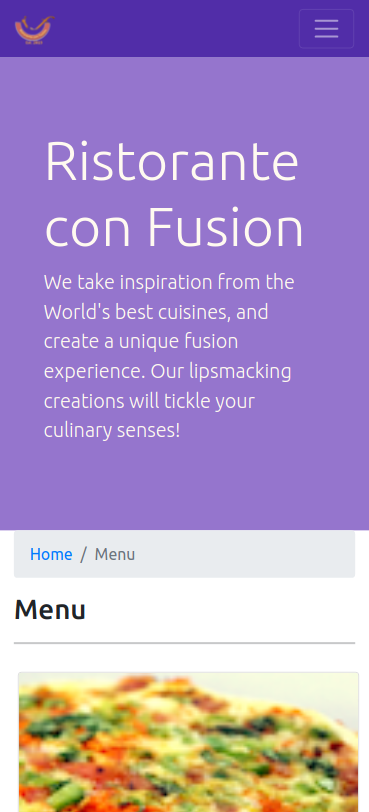 Ristorante
con Fusion
We take inspiration from the
World's best cuisines, and
create a unique fusion
experience. Our lipsmacking
creations will tickle your
culinary senses!
Home / Menu
Menu